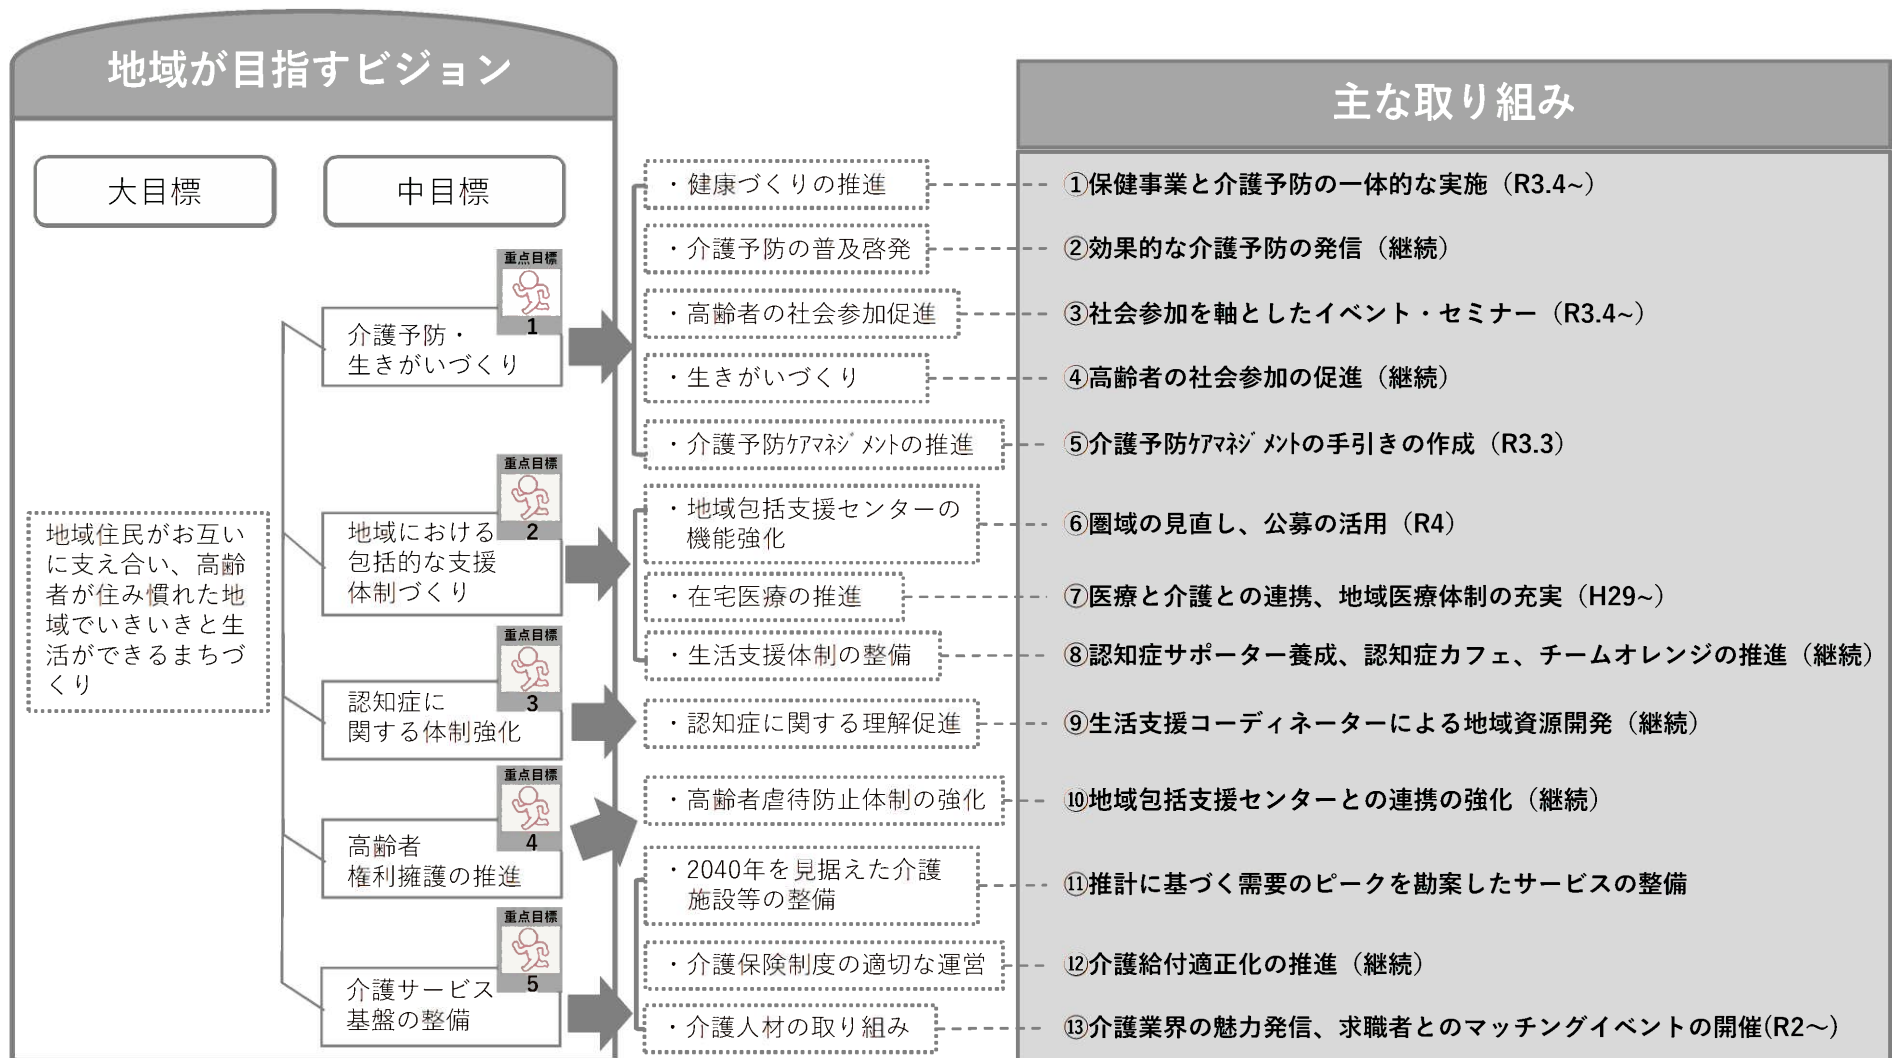 地域が目指すビジョン
主な取り組み
大目標
中目標
地域住民がお互い
に支え合い、高齢
者が住み慣れた地
域でいきいきと生
活ができるまちづ
くり
重点目標
1
介護予防・
生きがいづくり
重点目標
2
地域における
包括的な支援
体制づくり
重点目標
3
認知症に
関する体制強化
重点目標
4
高齢者
権利擁護の推進
重点目標
5
介護サービス
基盤の整備
・健康づくりの推進
①保健事業と介護予防の一体的な実施（R3.4~）
・介護予防の普及啓発
②効果的な介護予防の発信（継続）
・高齢者の社会参加促進
③社会参加を軸としたイベント・セミナー（R3.4~）
・生きがいづくり
④高齢者の社会参加の促進（継続）
・介護予防ｹｱﾏﾈｼﾞﾒﾝﾄの推進
⑤介護予防ｹｱﾏﾈｼﾞﾒﾝﾄの手引きの作成（R3.3）
・地域包括支援センターの
機能強化
⑥圏域の見直し、公募の活用（R4）
・在宅医療の推進
⑦医療と介護との連携、地域医療体制の充実（H29~）
・生活支援体制の整備
⑧認知症サポーター養成、認知症カフェ、チームオレンジの推進（継続）
・認知症に関する理解促進
⑨生活支援コーディネーターによる地域資源開発（継続）
・高齢者虐待防止体制の強化
⑩地域包括支援センターとの連携の強化（継続）
・2040年を見据えた介護
施設等の整備
⑪推計に基づく需要のピークを勘案したサービスの整備
・介護保険制度の適切な運営
⑫介護給付適正化の推進（継続）
・介護人材の取り組み
⑬介護業界の魅力発信、求職者とのマッチングイベントの開催(R2～)